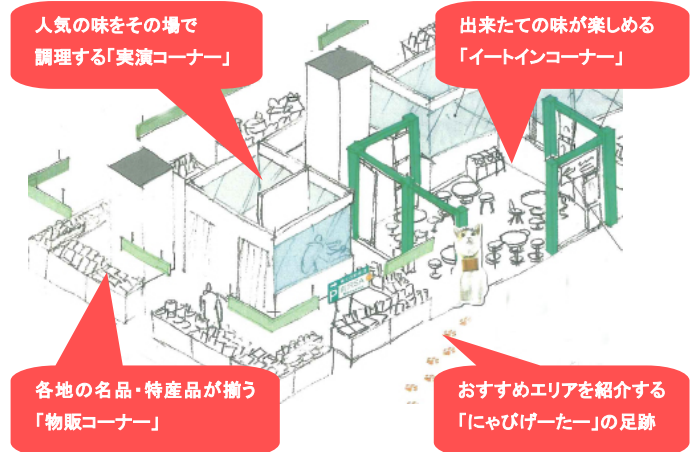 人気の味をその場で
調理する「実演コーナー」
出来たての味が楽しめる
「イートインコーナー」
各地の名品・特産品が揃う
「物販コーナー」
おすすめエリアを紹介する
「にゃびげーたー」の足跡